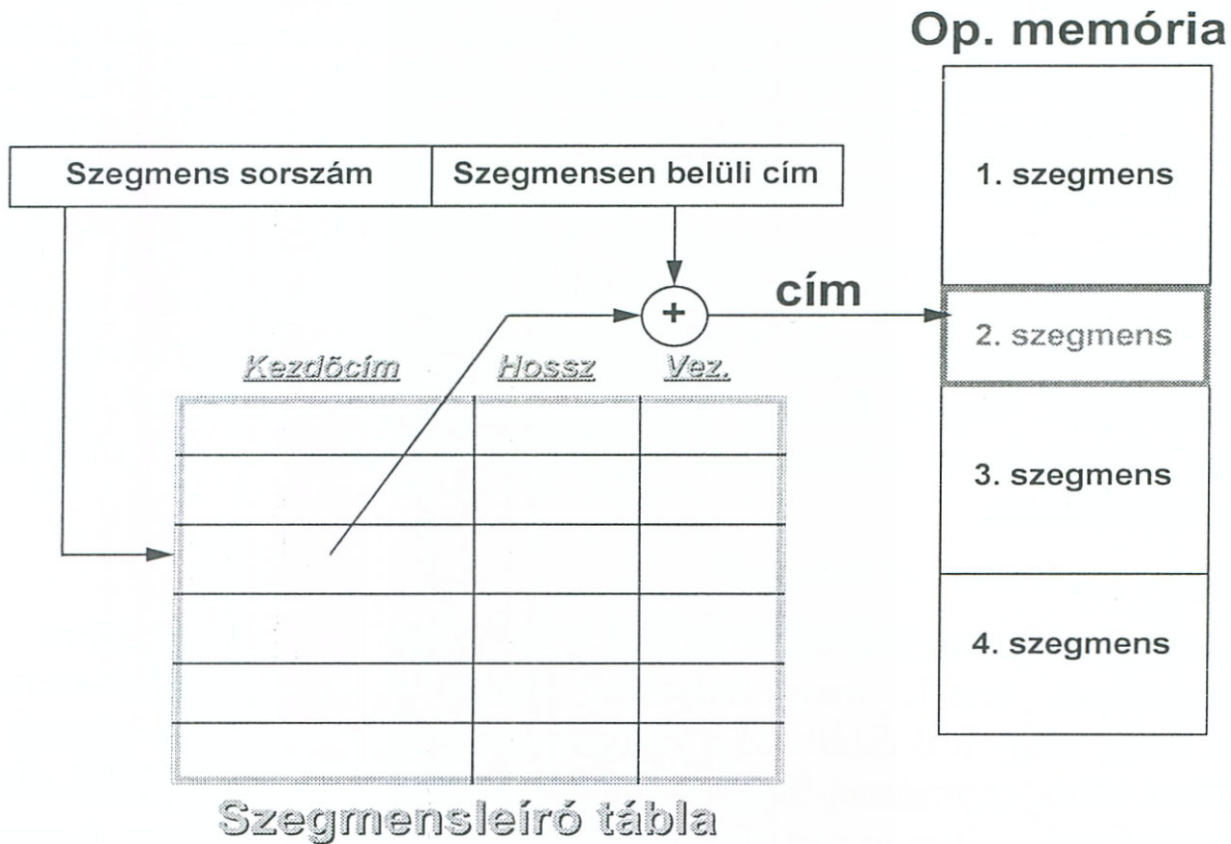 Op. memória
Szegmens sorszám
Szegmensen belüli cím
1. szegmens
cím
+
2. szegmens
Kezdőcím
Hossz
Vez.
3. szegmens
4. szegmens
Szegmensleíró tábla